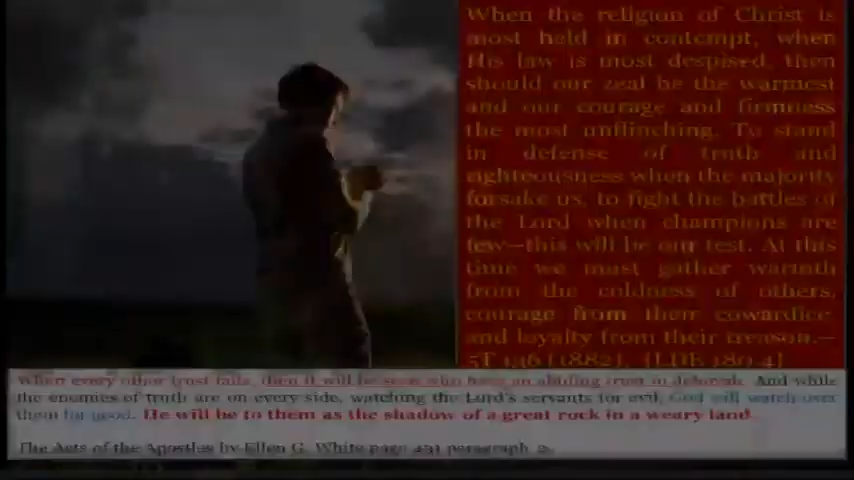 When the religion of Christ is
most held in contempt, when
His law is most despised, then
should our zeal be the warmest
and our courage and firmness
the most unflinching. To stand
in defense of truth and
righteousness when the majority
forsake us, to fight the battles of
the Lord when champions are
few—this will be our test. At this
time we must gather warmth
from the coldness of others,
courage from their cowardice,
and loyalty from their treason.—
5T 136 (1882). {LDE 180.4}
When every other trust fails, then it will be seen who have an abiding trust in Jehovah. And while
the enemies of truth are on every side, watching the Lord's servants for evil, God will watch over
them for good. He will be to them as the shadow of a great rock in a weary land.
The Acts of the Apostles by Ellen G. White page 431 paragraph 2.